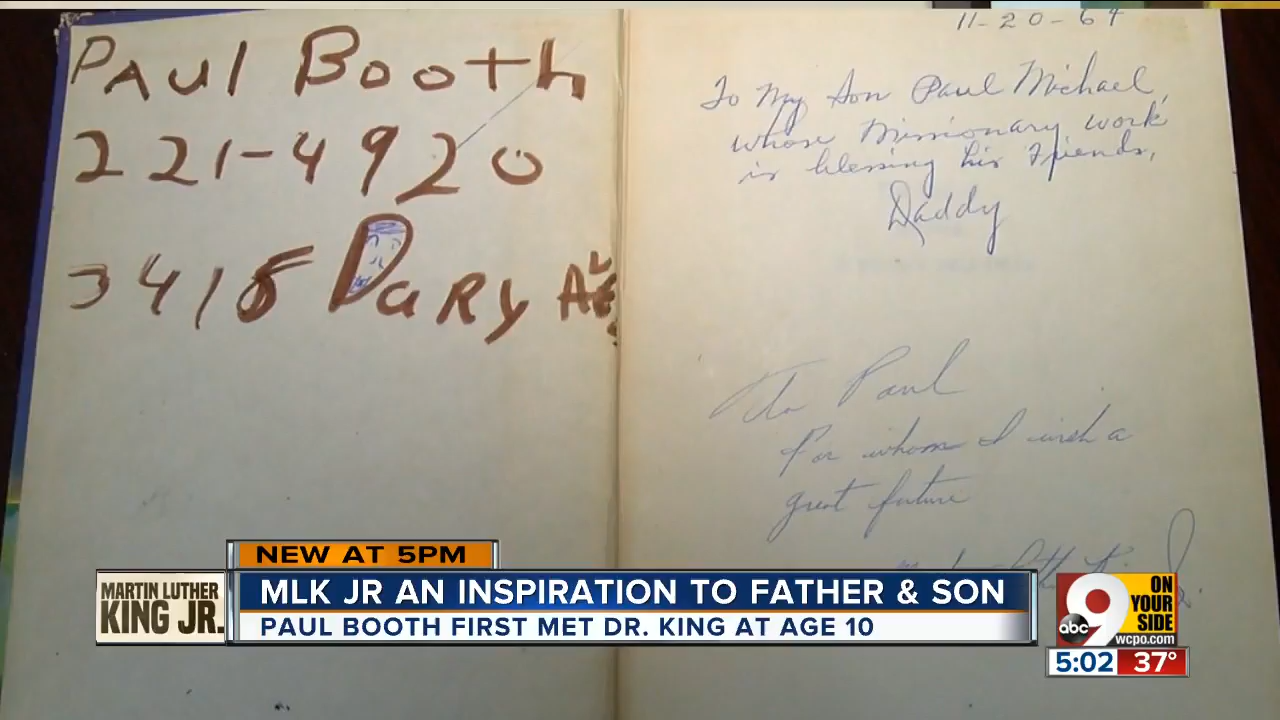 PAUl Booth
221-4920
3415 DaRy AVE.
11-20-64
To My Son Paul Michael,
whose Missionary work
is blessing his friends,
Daddy
To Paul
For whom I wish a
great future
NEW AT 5PM
MARTIN LUTHER
KING JR.
MLK JR AN INSPIRATION TO FATHER & SON
PAUL BOOTH FIRST MET DR. KING AT AGE 10
abc
9
ON
YOUR
SIDE
wcpo.com
5:02
37°